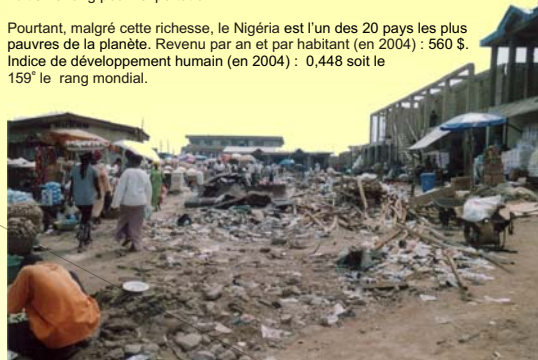 Pourtant, malgré cette richesse, le Nigéria est l'un des 20 pays les plus
pauvres de la planète. Revenu par an et par habitant (en 2004) : 560 $.
Indice de développement humain (en 2004) : 0,448 soit le
159° le rang mondial.